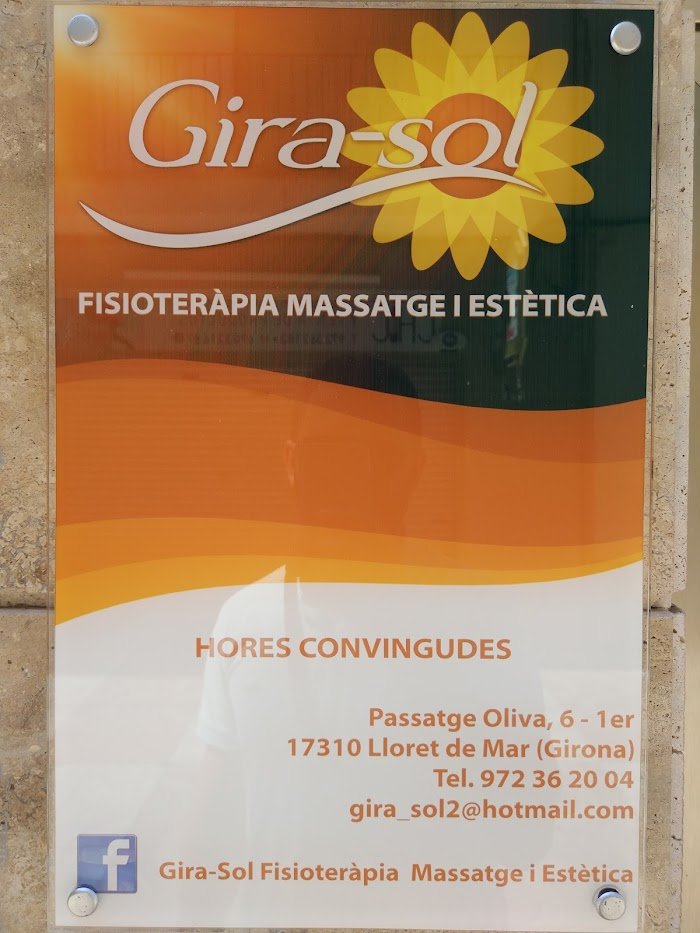 Gira-sol
FISIOTERÀPIA MASSATGE I ESTÈTICA
HORES CONVINGUDES
Passatge Oliva, 6 - 1er
17310 Lloret de Mar (Girona)
Tel. 972 36 20 04
gira_sol2@hotmail.com
f
Gira-Sol Fisioteràpia Massatge i Estètica